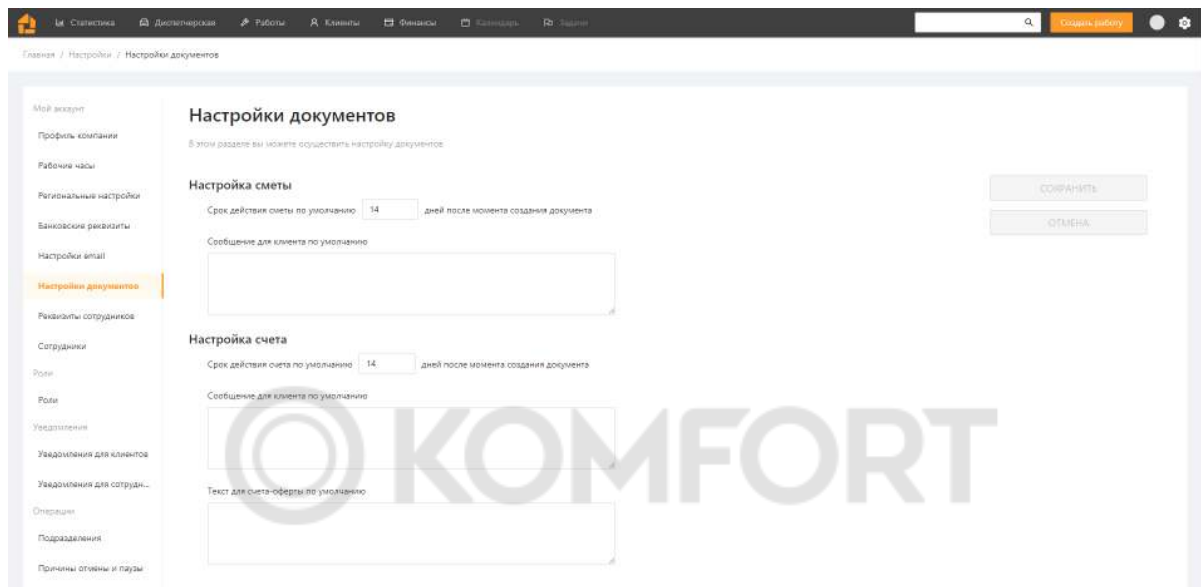 Статистика Диспетчерская Работы Клиенты Финансы Календарь Задачи Создать работу
Главная / Настройки / Настройки документов
Мой аккаунт
Профиль компании
Рабочие часы
Региональные настройки
Банковские реквизиты
Настройки email
Настройки документов
Реквизиты сотрудников
Сотрудники
Роли
Роли
Уведомления
Уведомления для клиентов
Уведомления для сотрудн...
Операции
Подразделения
Причины отмены и паузы
Настройки документов
В этом разделе вы можете осуществить настройку документов
Настройка сметы
Срок действия сметы по умолчанию 14 дней после момента создания документа
Сообщение для клиента по умолчанию
Настройка счета
Срок действия счета по умолчанию 14 дней после момента создания документа
Сообщение для клиента по умолчанию
Текст для счета-оферты по умолчанию
СОХРАНИТЬ
ОТМЕНА
KOMFORT